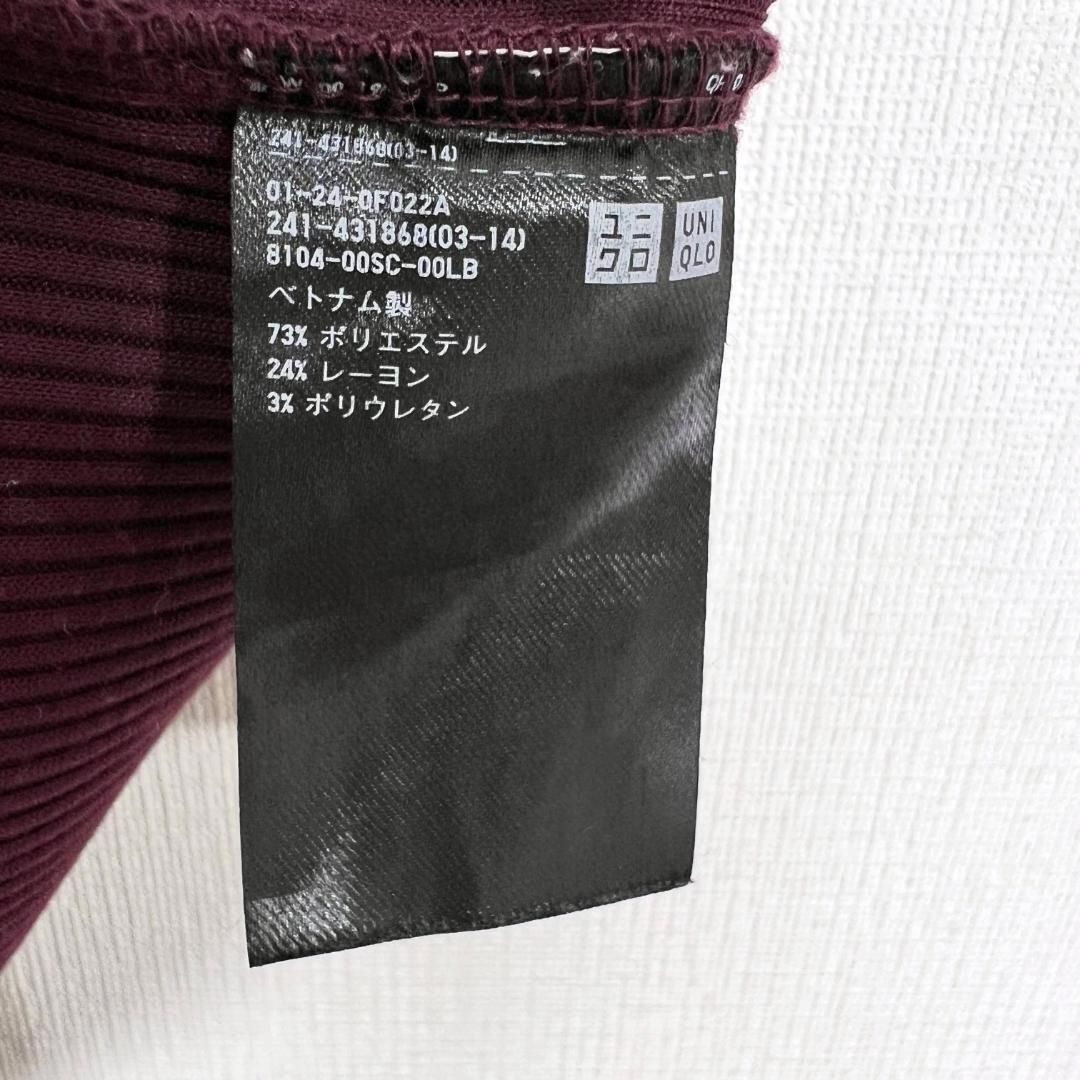 241-431868(03-14)
01-24-0F022A
241-431868(03-14)
8104-00SC-00LB
ベトナム製
73% ポリエステル
24% レーヨン
3% ポリウレタン
ユニ
クロ
UNI
QLO